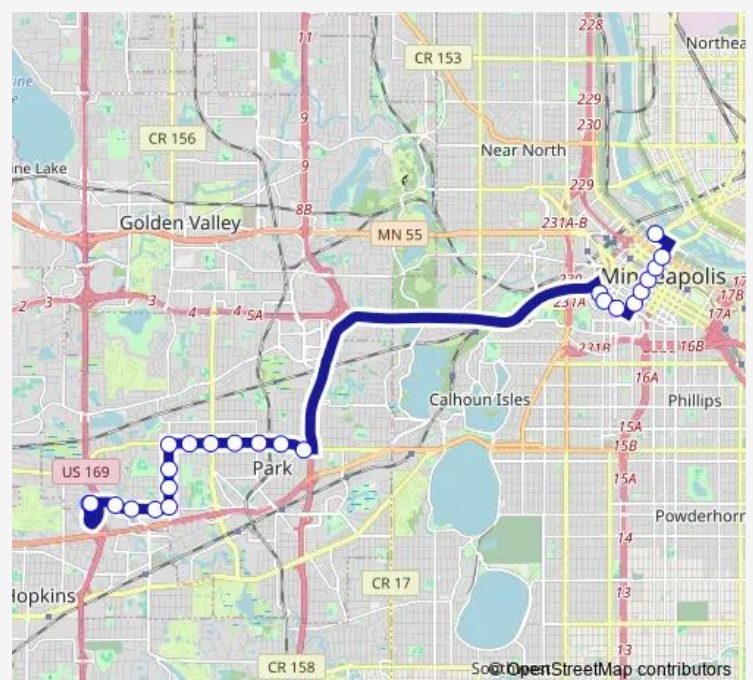 228
11
Northea
CR 153
229
9
230
CR 156
Near North
9
ine Lake
229
8B
Golden Valley
231A-B
MN 55
Minneapolis
2
3
3
4
4
5A
231A
17B
17A
231B
16B
16A
Calhoun Isles
Phillips
15A
15B
Park
US 169
15A
Powderhorn
14
CR 17
Hopkins
13
13
CR 158
© OpenStreetMap contributors